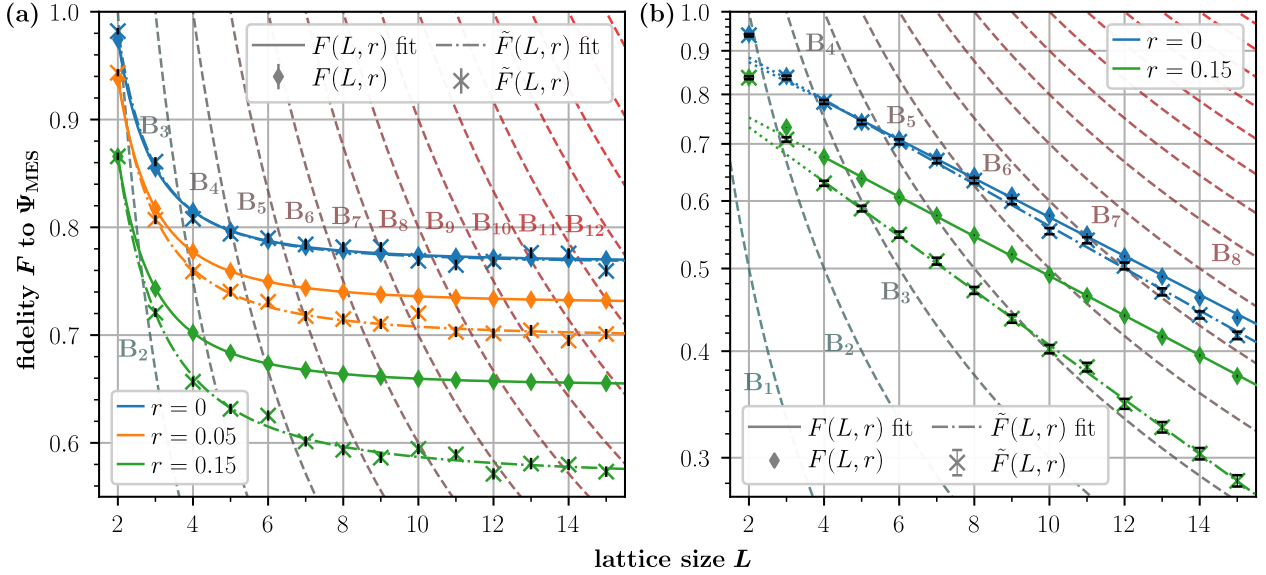 (a)
fidelity F to Ψ_MES
1.0
0.9
0.8
0.7
0.6
F(L, r) fit
F̃(L, r) fit
F(L, r)
F̃(L, r)
B₃
B₄
B₅
B₆
B₇
B₈
B₉
B₁₀
B₁₁
B₁₂
B₂
r = 0
r = 0.05
r = 0.15
2 4 6 8 10 12 14
(b)
1.0
0.9
0.8
0.7
0.6
0.5
0.4
0.3
r = 0
r = 0.15
B₄
B₅
B₆
B₇
B₈
B₃
B₂
B₁
F(L, r) fit
F̃(L, r) fit
F(L, r)
F̃(L, r)
2 4 6 8 10 12 14
lattice size L